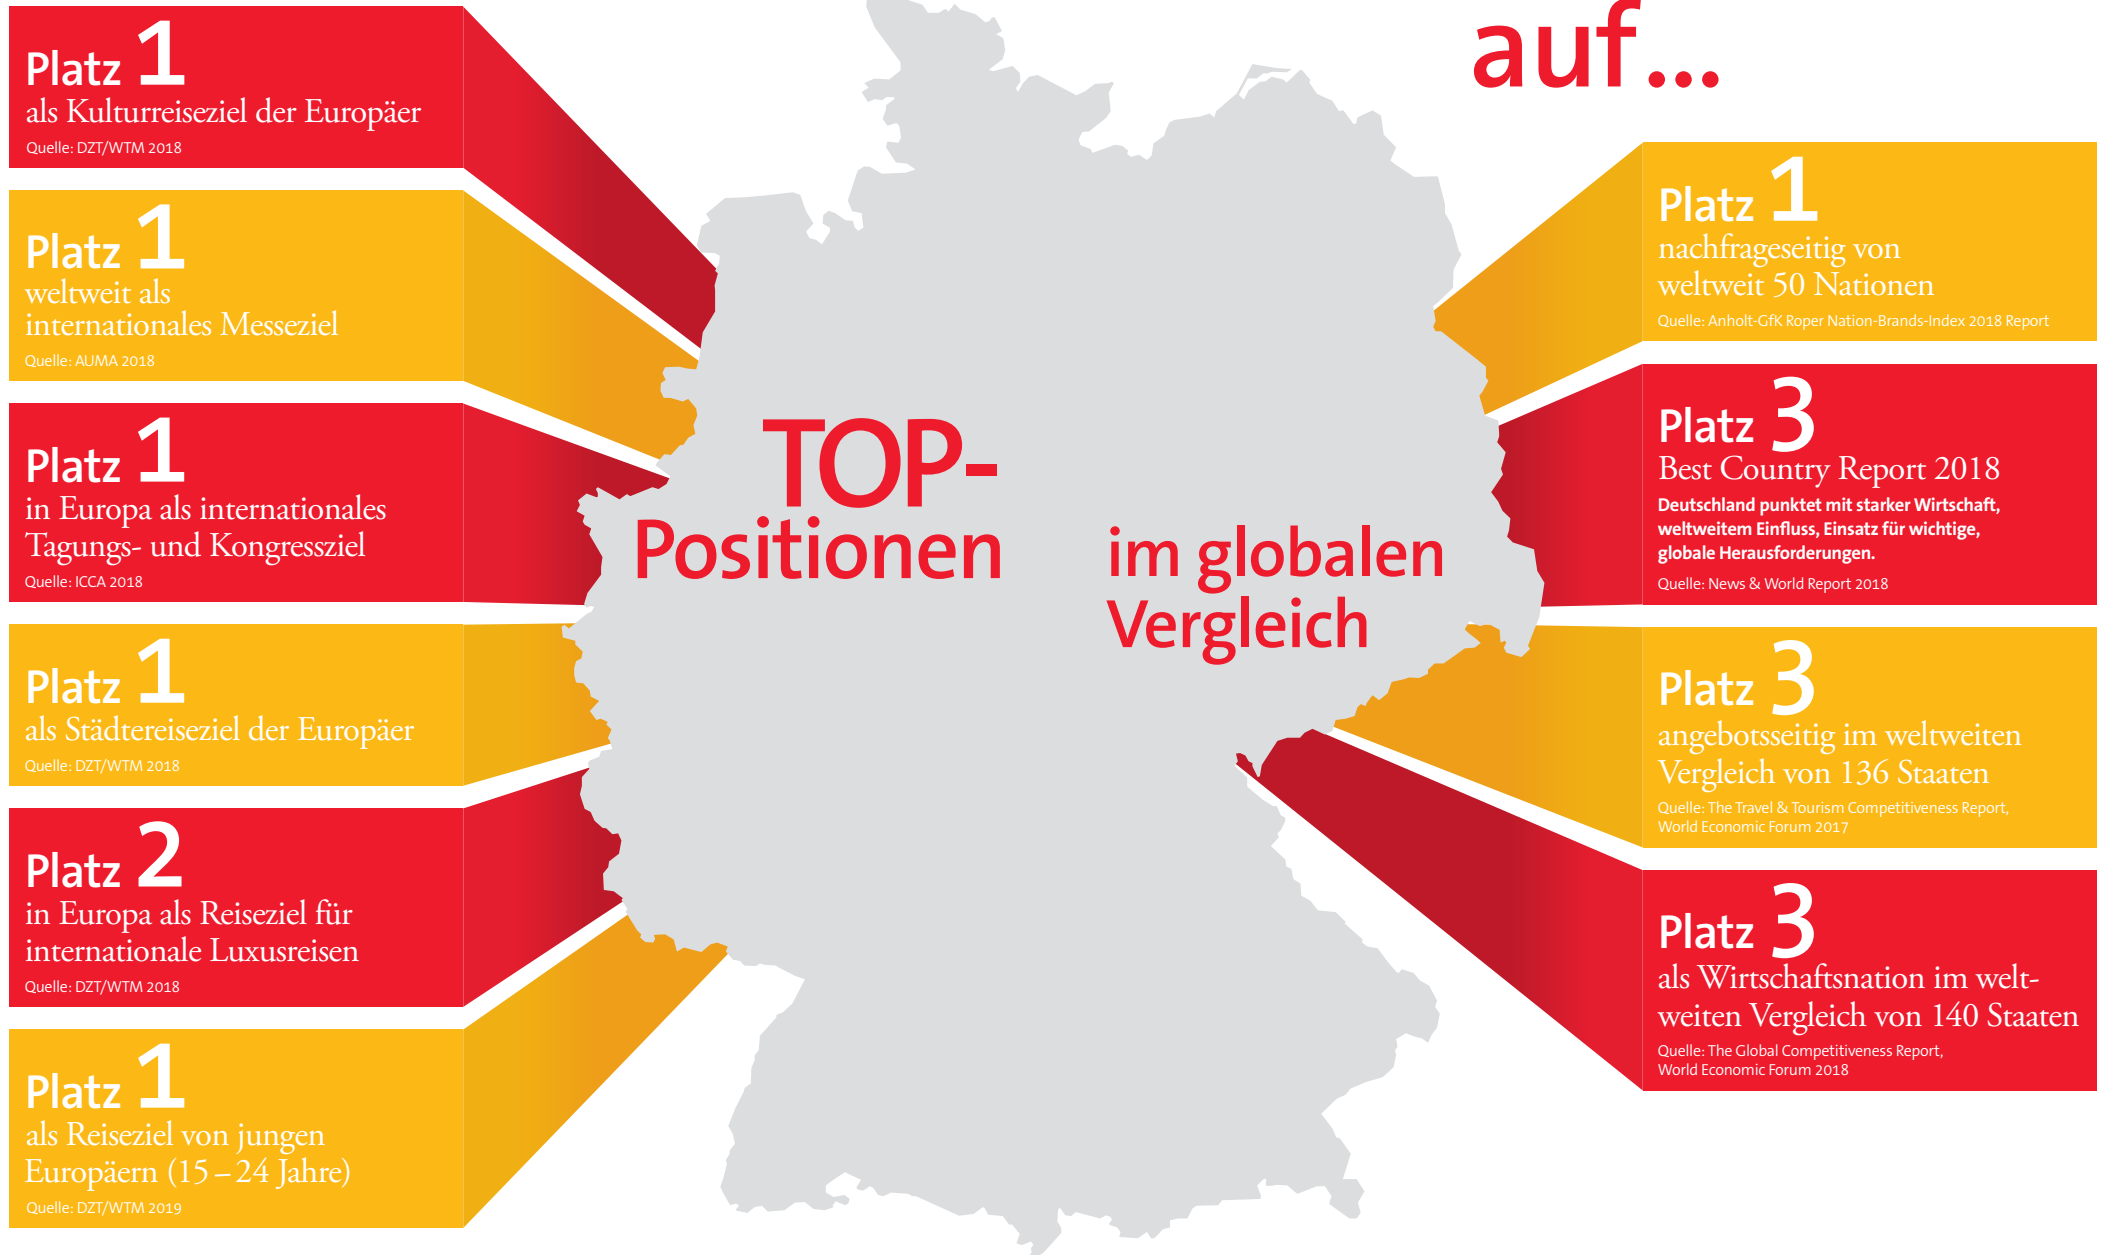 auf...
Platz 1
als Kulturreiseziel der Europäer
Quelle: DZT/WTM 2018
Platz 1
weltweit als
internationales Messeziel
Quelle: AUMA 2018
Platz 1
in Europa als internationales
Tagungs- und Kongressziel
Quelle: ICCA 2018
Platz 1
als Städtereiseziel der Europäer
Quelle: DZT/WTM 2018
Platz 2
in Europa als Reiseziel für
internationale Luxusreisen
Quelle: DZT/WTM 2018
Platz 1
als Reiseziel von jungen
Europäern (15–24 Jahre)
Quelle: DZT/WTM 2019
TOP-
Positionen
im globalen
Vergleich
Platz 1
nachfrageseitig von
weltweit 50 Nationen
Quelle: Anholt-GfK Roper Nation-Brands-Index 2018 Report
Platz 3
Best Country Report 2018
Deutschland punktet mit starker Wirtschaft,
weltweitem Einfluss, Einsatz für wichtige,
globale Herausforderungen.
Quelle: News & World Report 2018
Platz 3
angebotsseitig im weltweiten
Vergleich von 136 Staaten
Quelle: The Travel & Tourism Competitiveness Report,
World Economic Forum 2017
Platz 3
als Wirtschaftsnation im welt-
weiten Vergleich von 140 Staaten
Quelle: The Global Competitiveness Report,
World Economic Forum 2018